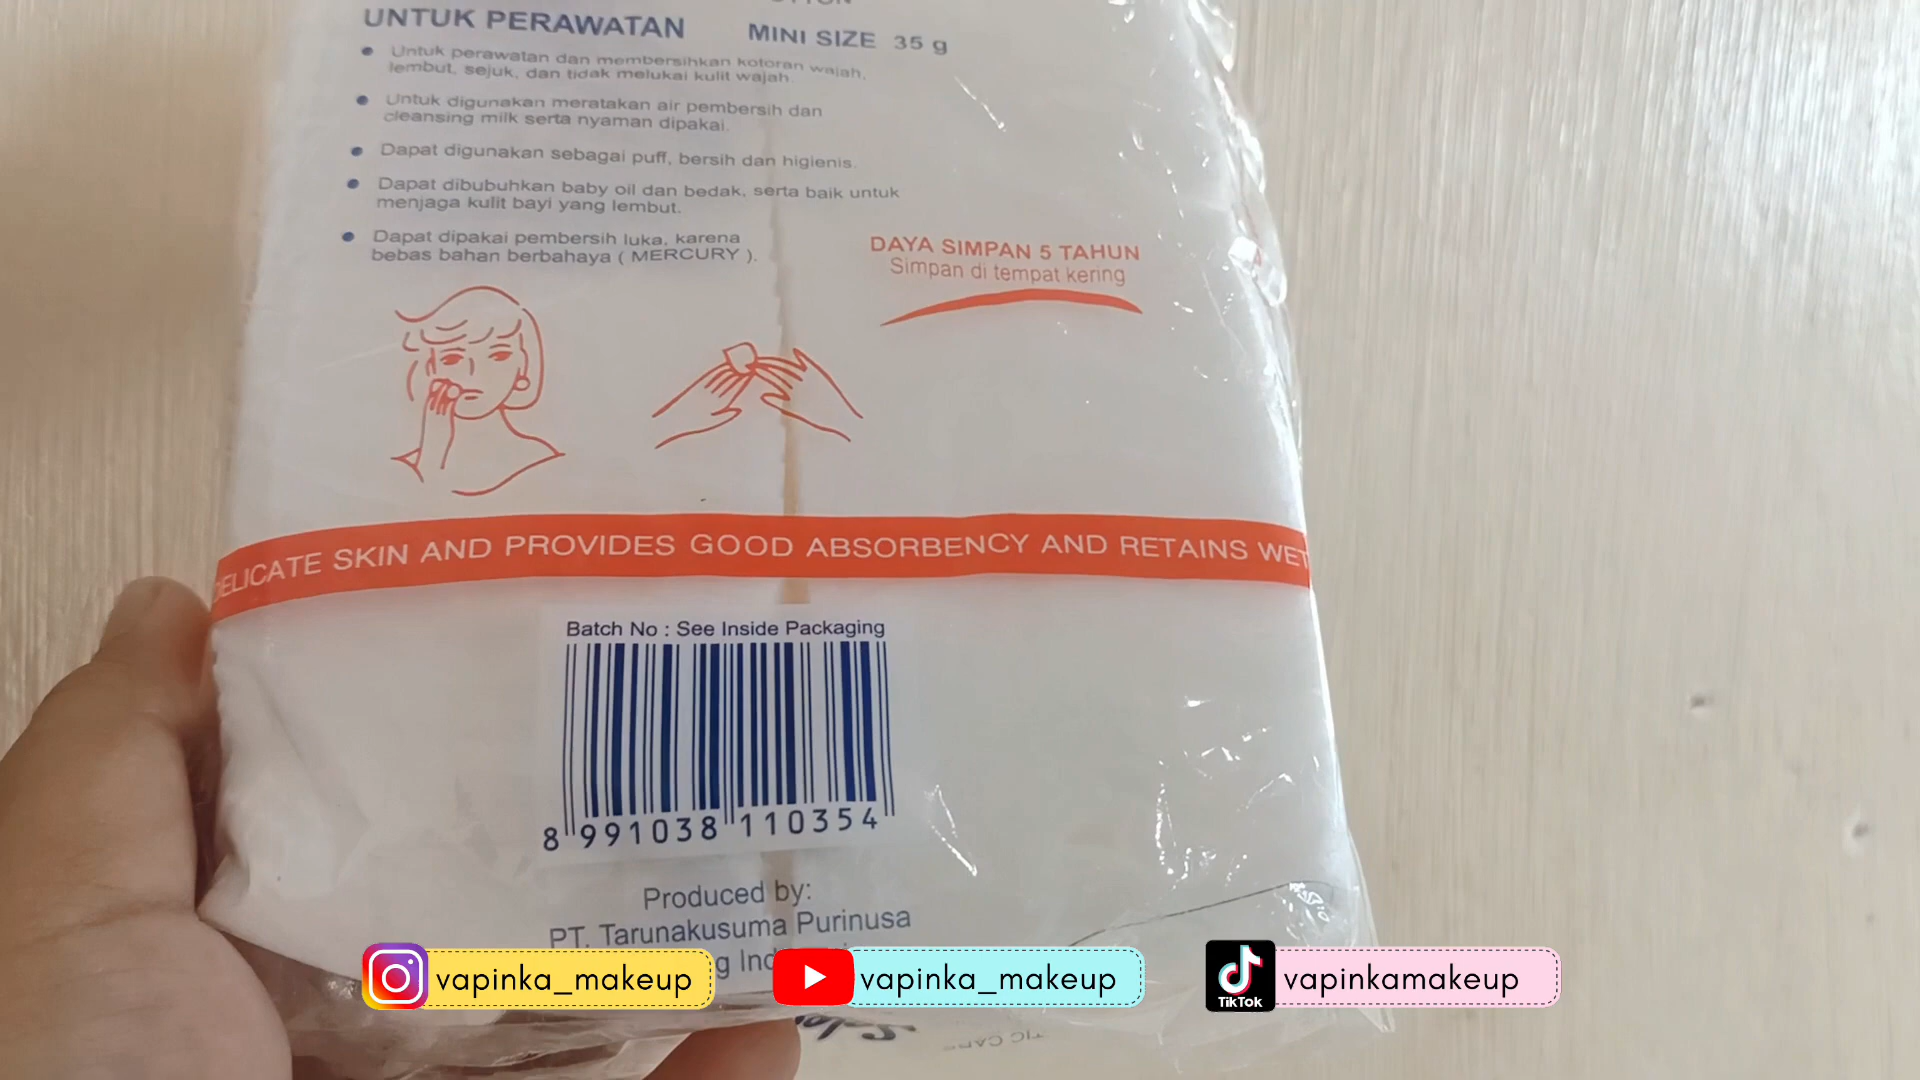 UNTUK PERAWATAN
MINI SIZE 35 g
Untuk perawatan dan membersihkan kotoran wajah,
lembut, sejuk, dan tidak melukai kulit wajah.
Untuk digunakan meratakan air pembersih dan
cleansing milk serta nyaman dipakai.
Dapat digunakan sebagai puff, bersih dan higienis.
Dapat dibubuhkan baby oil dan bedak, serta baik untuk
menjaga kulit bayi yang lembut.
Dapat dipakai pembersih luka, karena
bebas bahan berbahaya ( MERCURY ).
DAYA SIMPAN 5 TAHUN
Simpan di tempat kering
DELICATE SKIN AND PROVIDES GOOD ABSORBENCY AND RETAINS WET
Batch No : See Inside Packaging
8 991038 110354
Produced by:
PT. Tarunakusuma Purinusa
vapinka_makeup
vapinka_makeup
TikTok
vapinkamakeup